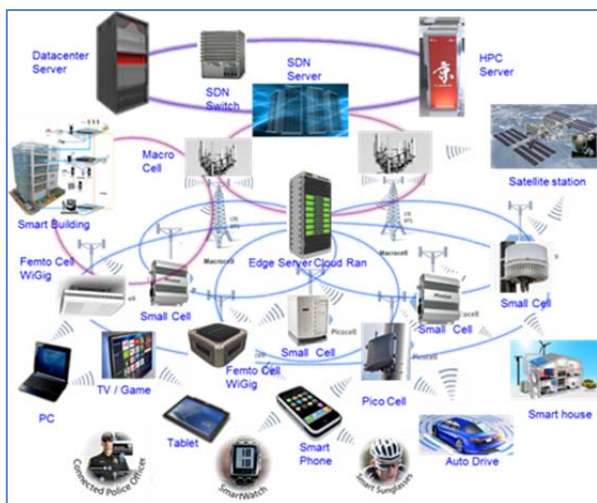 Datacenter
Server
SDN
Switch
SDN
Server
HPC
Server
京
Macro
Cell
Satellite station
Smart Building
Femto Cell
WiGig
Macrocell
Edge Server Cloud Ran
Macrocell
Small Cell
Small Cell
Small Cell
Picocell
Femto Cell
WiGig
Small Cell
Pico Cell
PC
TV / Game
Tablet
Smart
Phone
Auto Drive
Smart house
Connected Police Officer
SmartWatch
Smart Sunglasses